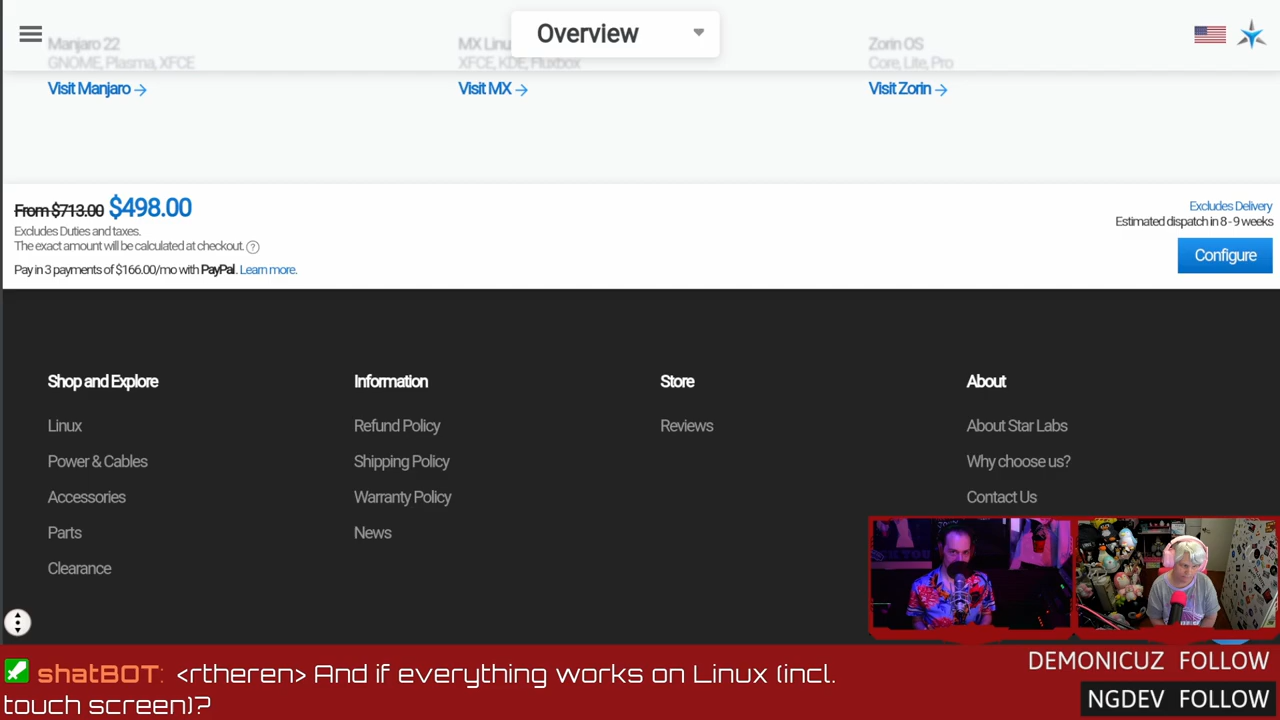 Overview
Manjaro 22
GNOME, Plasma, XFCE
Visit Manjaro →
MX Linu
XFCE, KDE, Fluxbox
Visit MX →
Zorin OS
Core, Lite, Pro
Visit Zorin →
From $713.00 $498.00
Excludes Duties and taxes.
The exact amount will be calculated at checkout. ?
Pay in 3 payments of $166.00/mo with PayPal. Learn more.
Excludes Delivery
Estimated dispatch in 8 - 9 weeks
Configure
Shop and Explore
Linux
Power & Cables
Accessories
Parts
Clearance
Information
Refund Policy
Shipping Policy
Warranty Policy
News
Store
Reviews
About
About Star Labs
Why choose us?
Contact Us
shatBOT: <rtheren> And if everything works on Linux (incl.
touch screen)?
DEMONICUZ FOLLOW
NGDEV FOLLOW